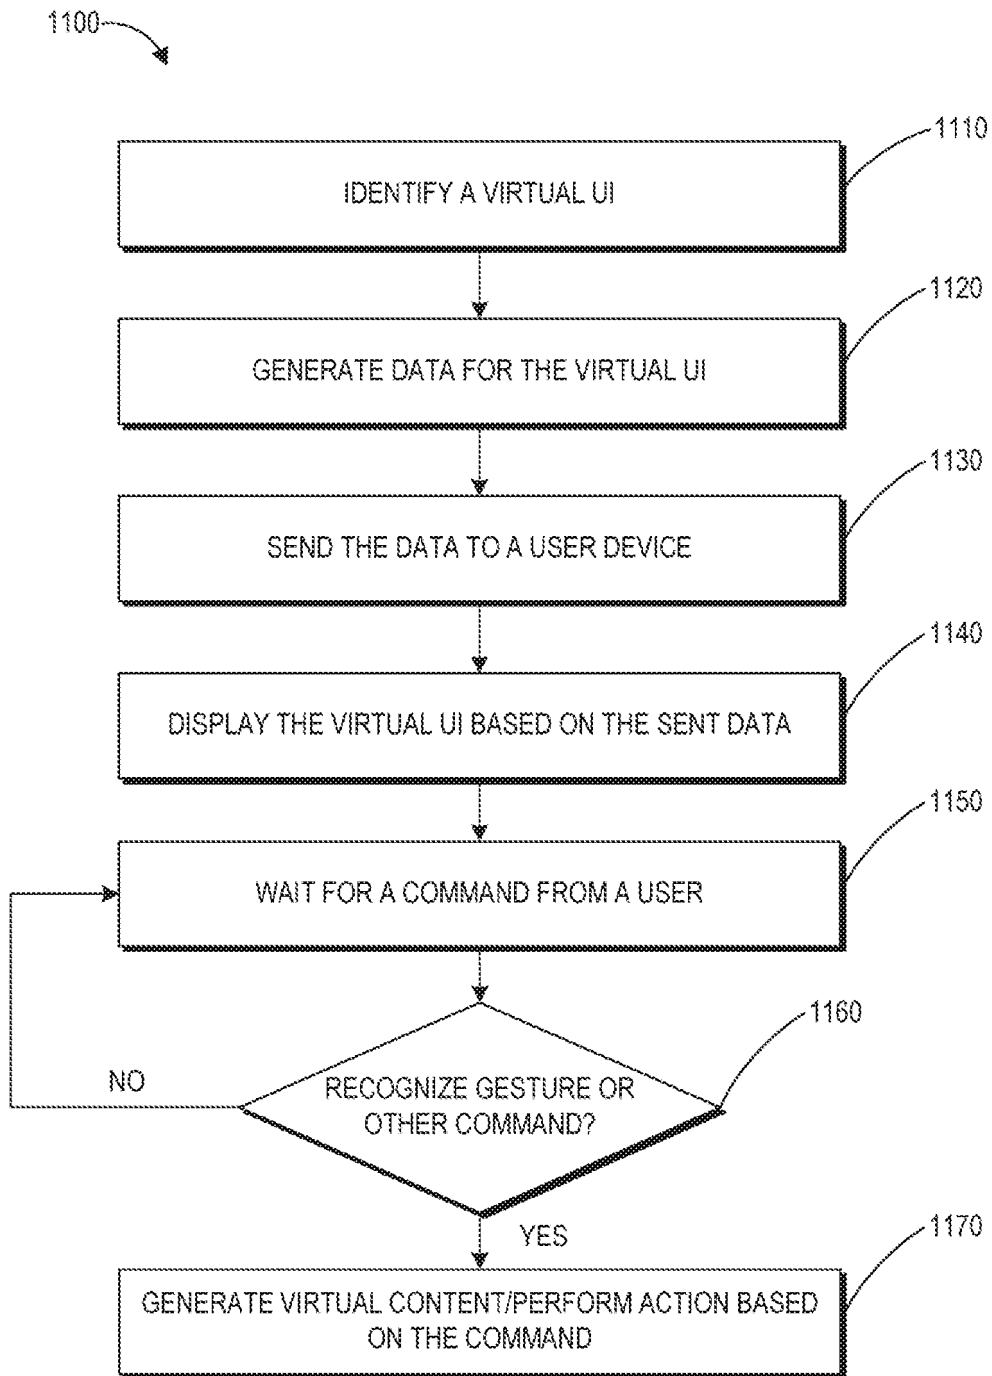 1100
1110
IDENTIFY A VIRTUAL UI
1120
GENERATE DATA FOR THE VIRTUAL UI
1130
SEND THE DATA TO A USER DEVICE
1140
DISPLAY THE VIRTUAL UI BASED ON THE SENT DATA
1150
WAIT FOR A COMMAND FROM A USER
1160
NO
RECOGNIZE GESTURE OR
OTHER COMMAND?
YES
1170
GENERATE VIRTUAL CONTENT/PERFORM ACTION BASED
ON THE COMMAND